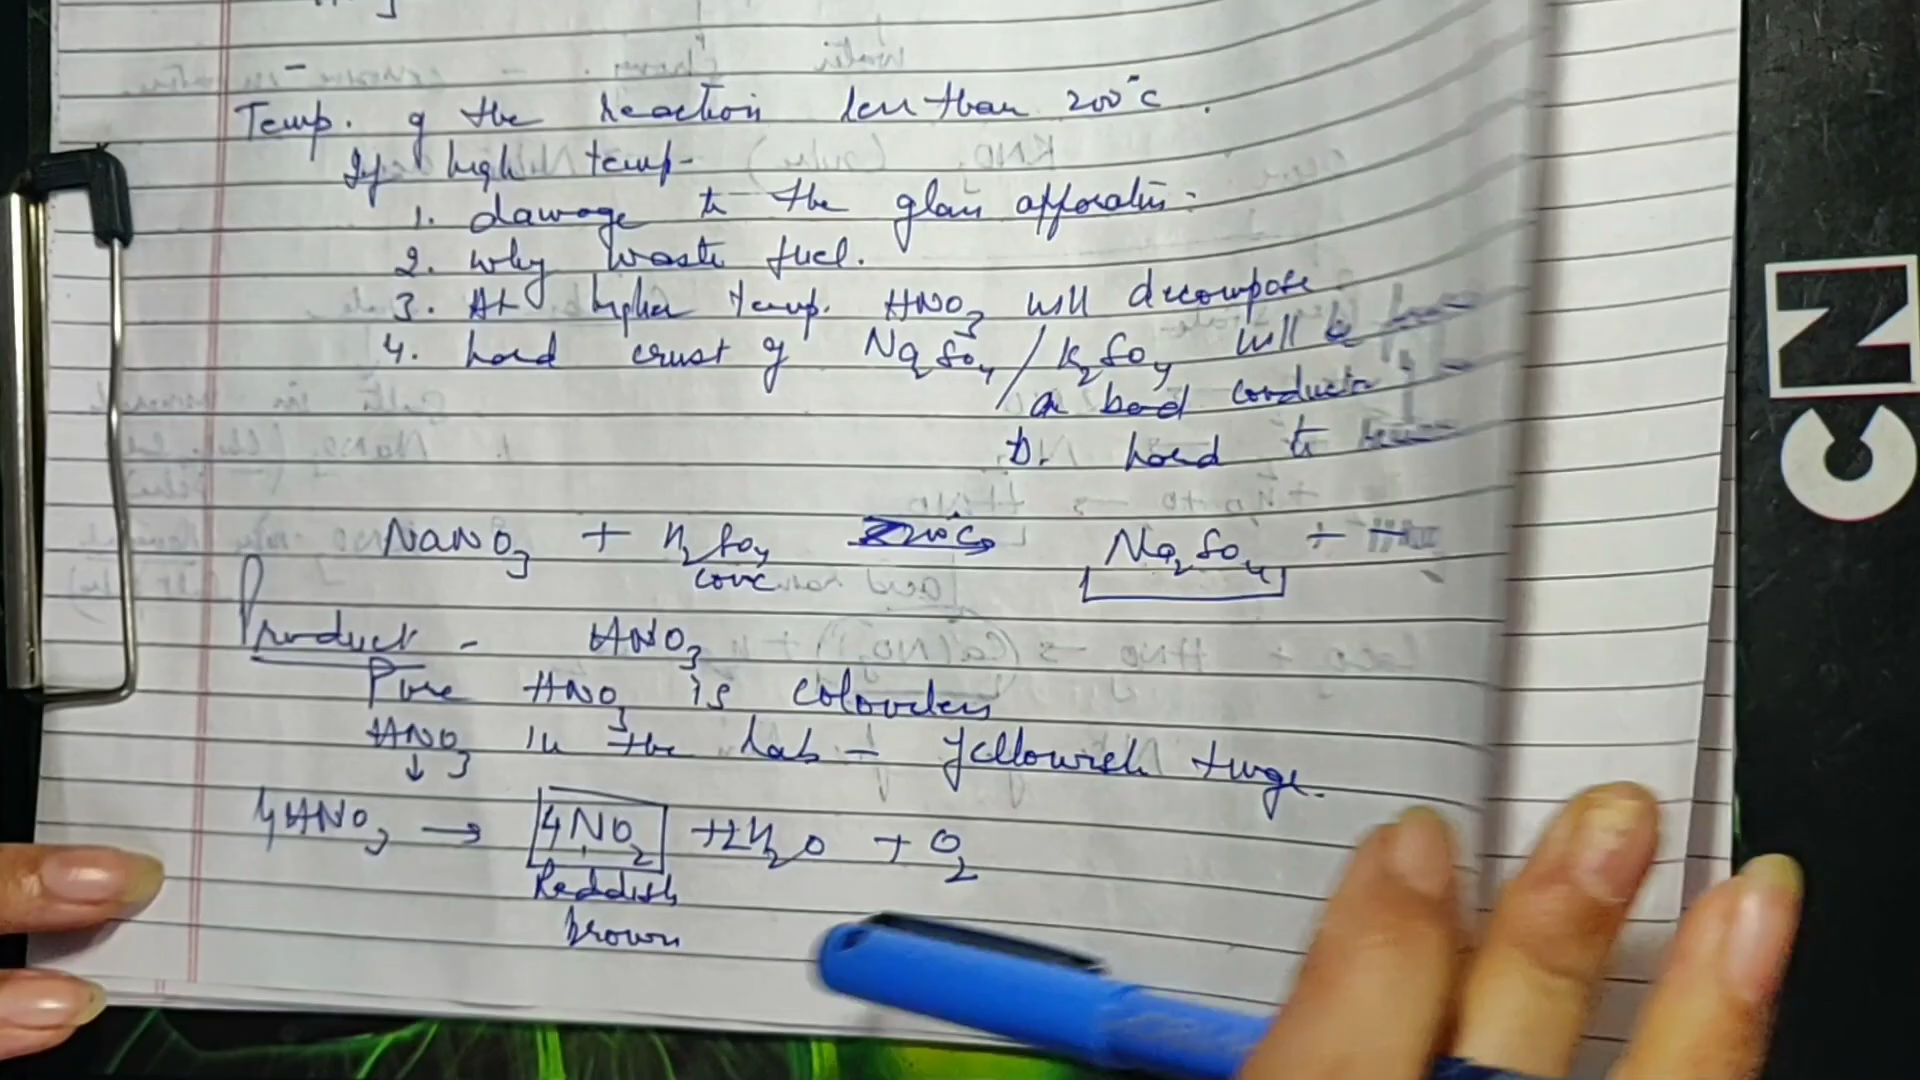 Temp. of the reaction less than 200°C.
If high temp-
1. damage to the glass apparatus.
2. why waste fuel.
3. At higher temp. HNO3 will decompose
4. hard crust of Na2SO4 / K2SO4 will be
a bad conductor
b. hard to
NaNO3 + H2SO4 200°C Na2SO4 +
conc
Product - HNO3
Pure HNO3 is colourless
HNO3 in the lab - yellowish tinge.
↓
4HNO3 → 4NO2 + 2H2O + O2
Reddish
brown
CN